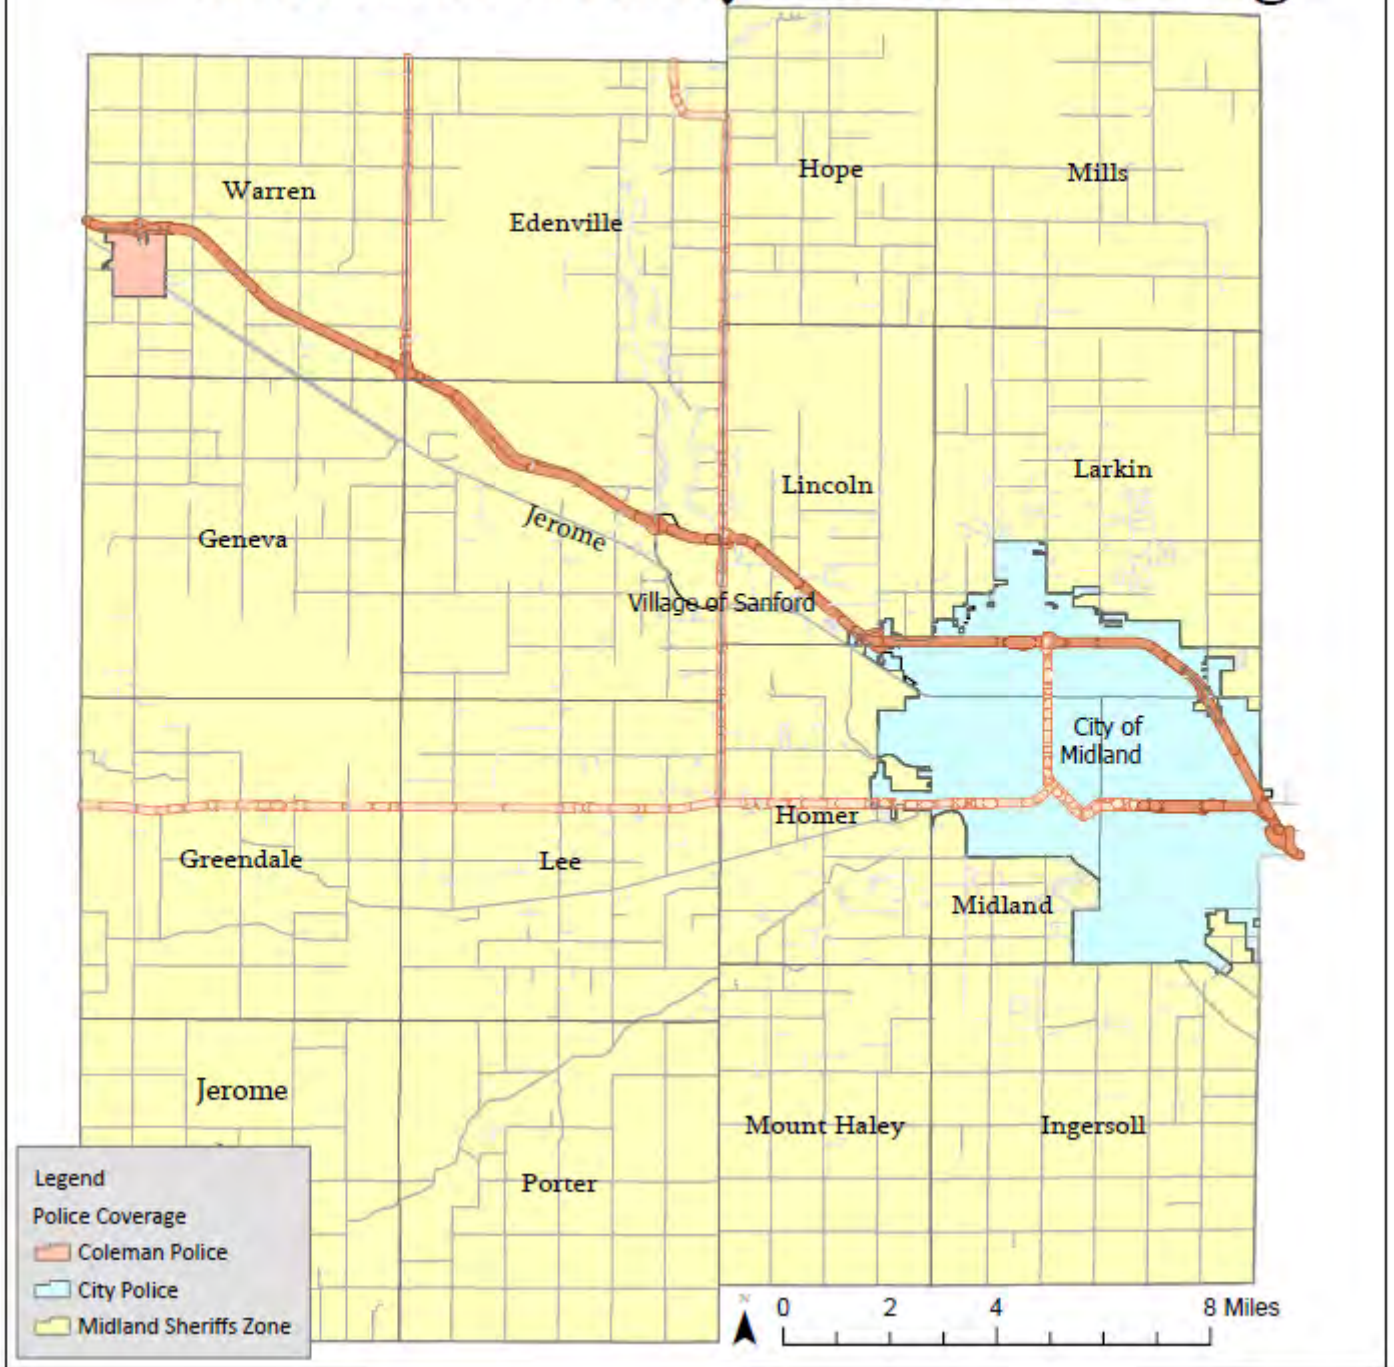 Hope
Mills
Warren
Edenville
Larkin
Lincoln
Jerome
Geneva
Village of Sanford
City of
Midland
Homer
Greendale
Lee
Midland
Jerome
Mount Haley
Ingersoll
Porter
Legend
Police Coverage
Coleman Police
City Police
Midland Sheriffs Zone
N
0 2 4 8 Miles